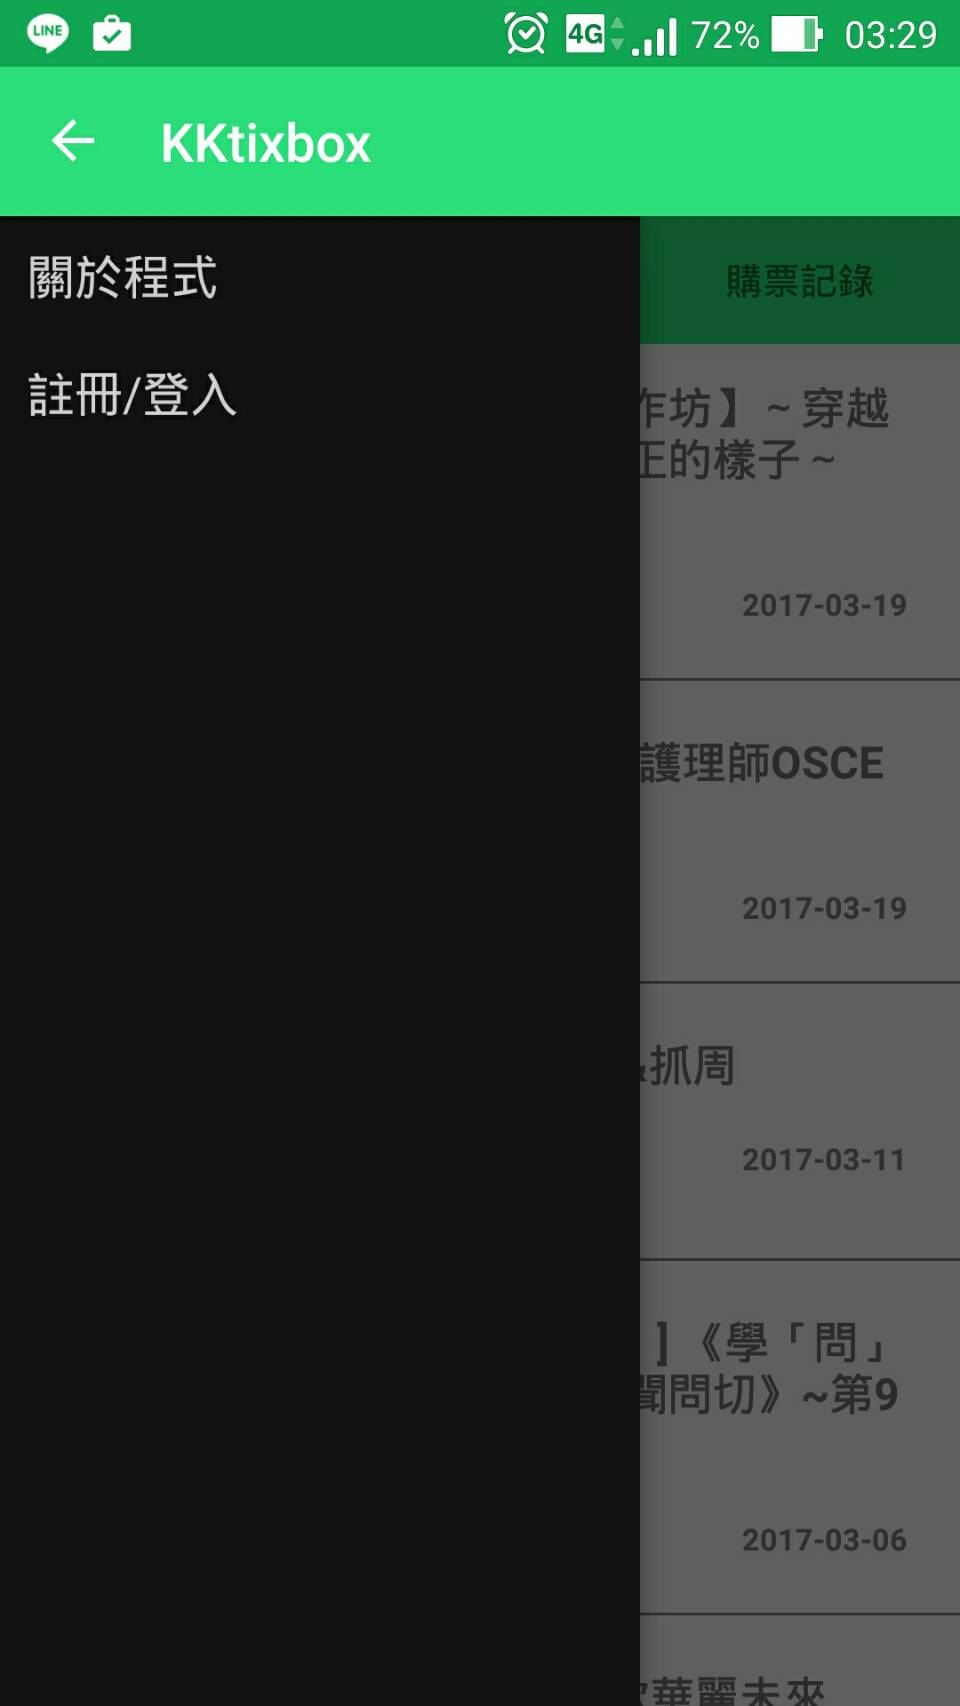 LINE
4G
72%
03:29
KKtixbox
關於程式
註冊/登入
購票記錄
作坊】~穿越
正的樣子~
2017-03-19
護理師OSCE
2017-03-19
抓周
2017-03-11
]《學「問」
聞問切》~第9
2017-03-06
華麗未來